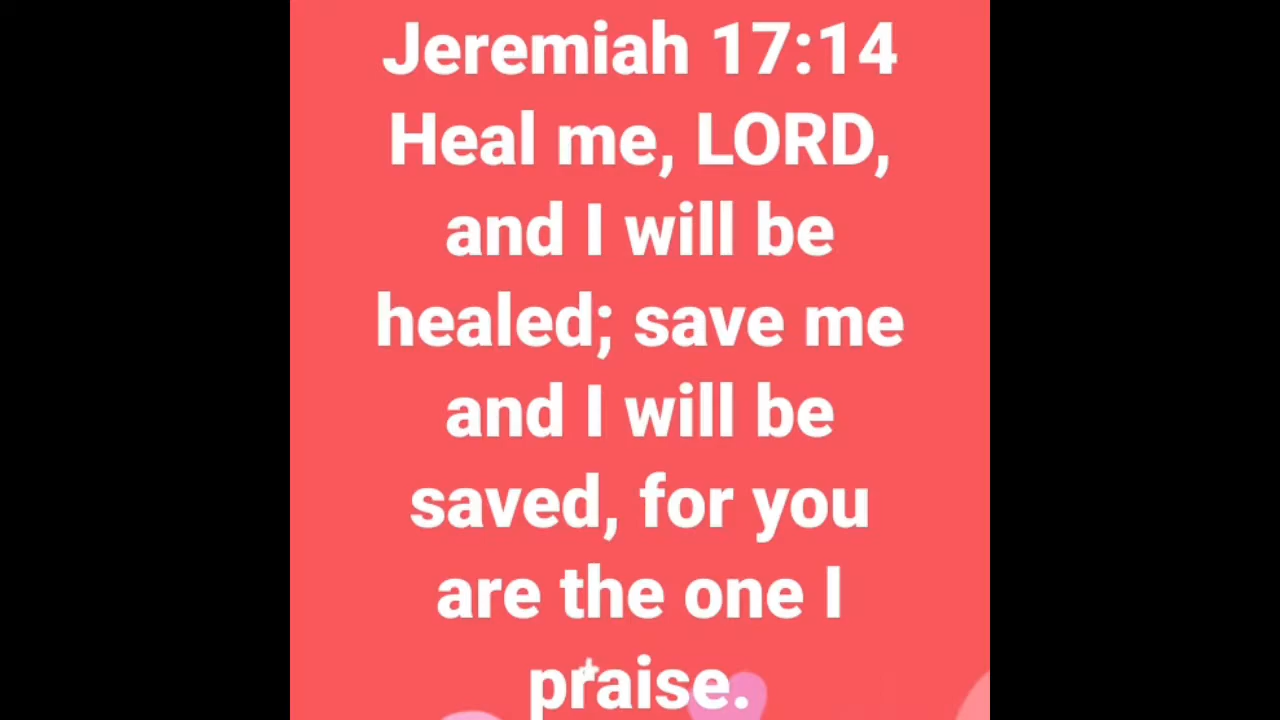 Jeremiah 17:14
Heal me, LORD,
and I will be
healed; save me
and I will be
saved, for you
are the one I
praise.